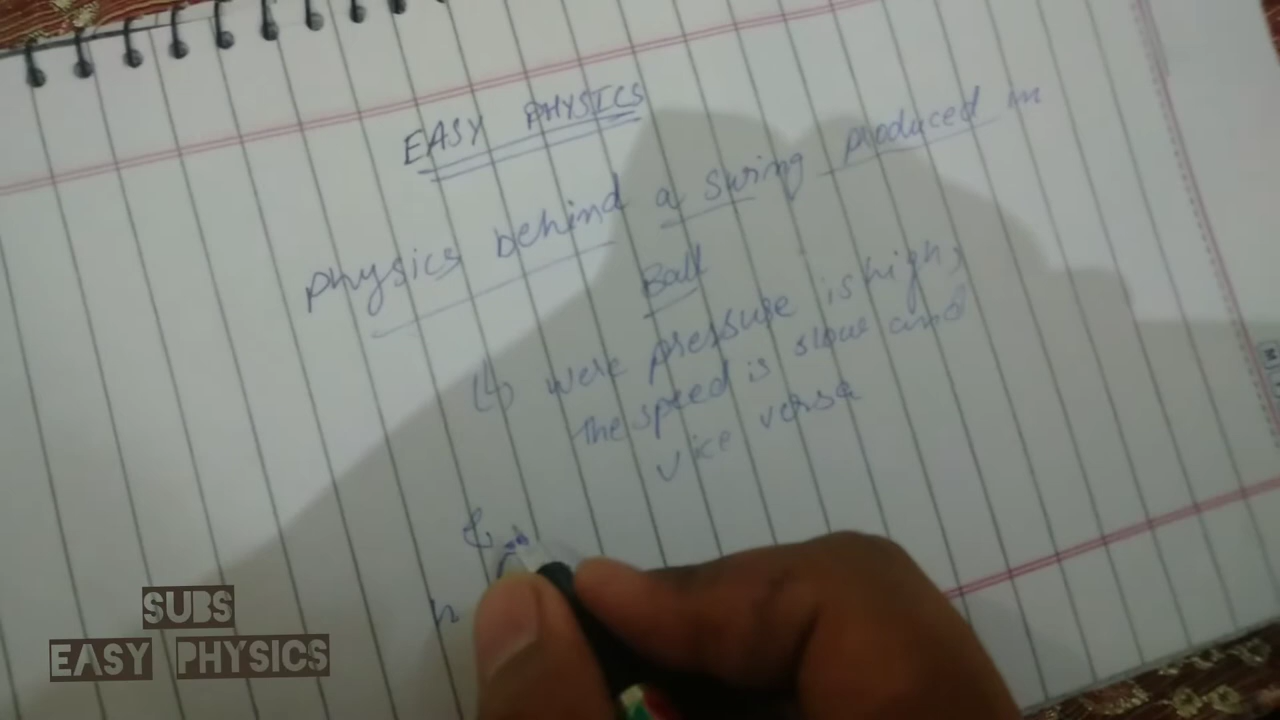 EASY PHYSICS
Physics behind a swing produced in
Ball
(1) were pressure is high,
the speed is slow and
vice versa
SUBS
EASY PHYSICS